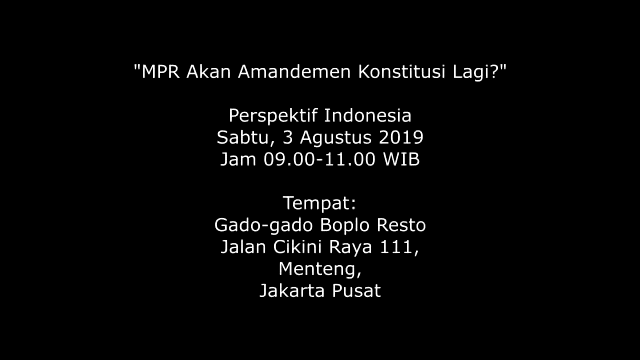 "MPR Akan Amandemen Konstitusi Lagi?"
Perspektif Indonesia
Sabtu, 3 Agustus 2019
Jam 09.00-11.00 WIB
Tempat:
Gado-gado Boplo Resto
Jalan Cikini Raya 111,
Menteng,
Jakarta Pusat